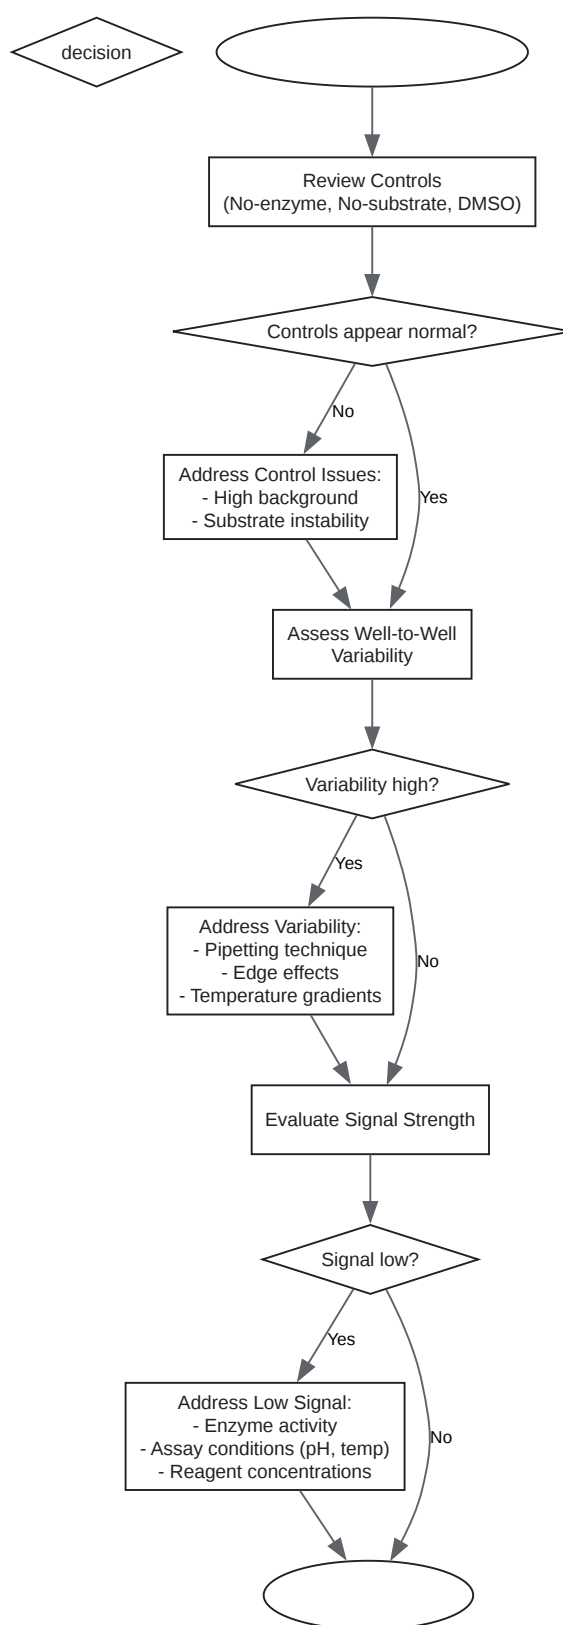 decision
Review Controls
(No-enzyme, No-substrate, DMSO)
Controls appear normal?
No
Address Control Issues:
- High background
- Substrate instability
Yes
Assess Well-to-Well
Variability
Variability high?
Yes
Address Variability:
- Pipetting technique
- Edge effects
- Temperature gradients
No
Evaluate Signal Strength
Signal low?
Yes
Address Low Signal:
- Enzyme activity
- Assay conditions (pH, temp)
- Reagent concentrations
No